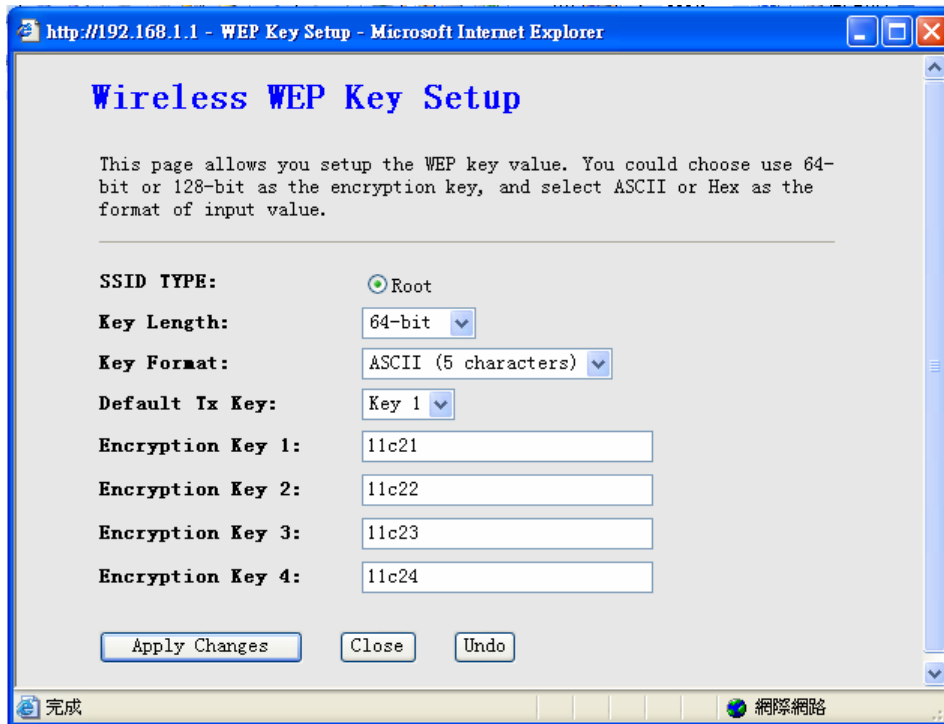 http://192.168.1.1 - WEP Key Setup - Microsoft Internet Explorer
Wireless WEP Key Setup
This page allows you setup the WEP key value. You could choose use 64-
bit or 128-bit as the encryption key, and select ASCII or Hex as the
format of input value.
SSID TYPE: Root
Key Length: 64-bit
Key Format: ASCII (5 characters)
Default Tx Key: Key 1
Encryption Key 1: 11c21
Encryption Key 2: 11c22
Encryption Key 3: 11c23
Encryption Key 4: 11c24
Apply Changes Close Undo
完成 網際網路